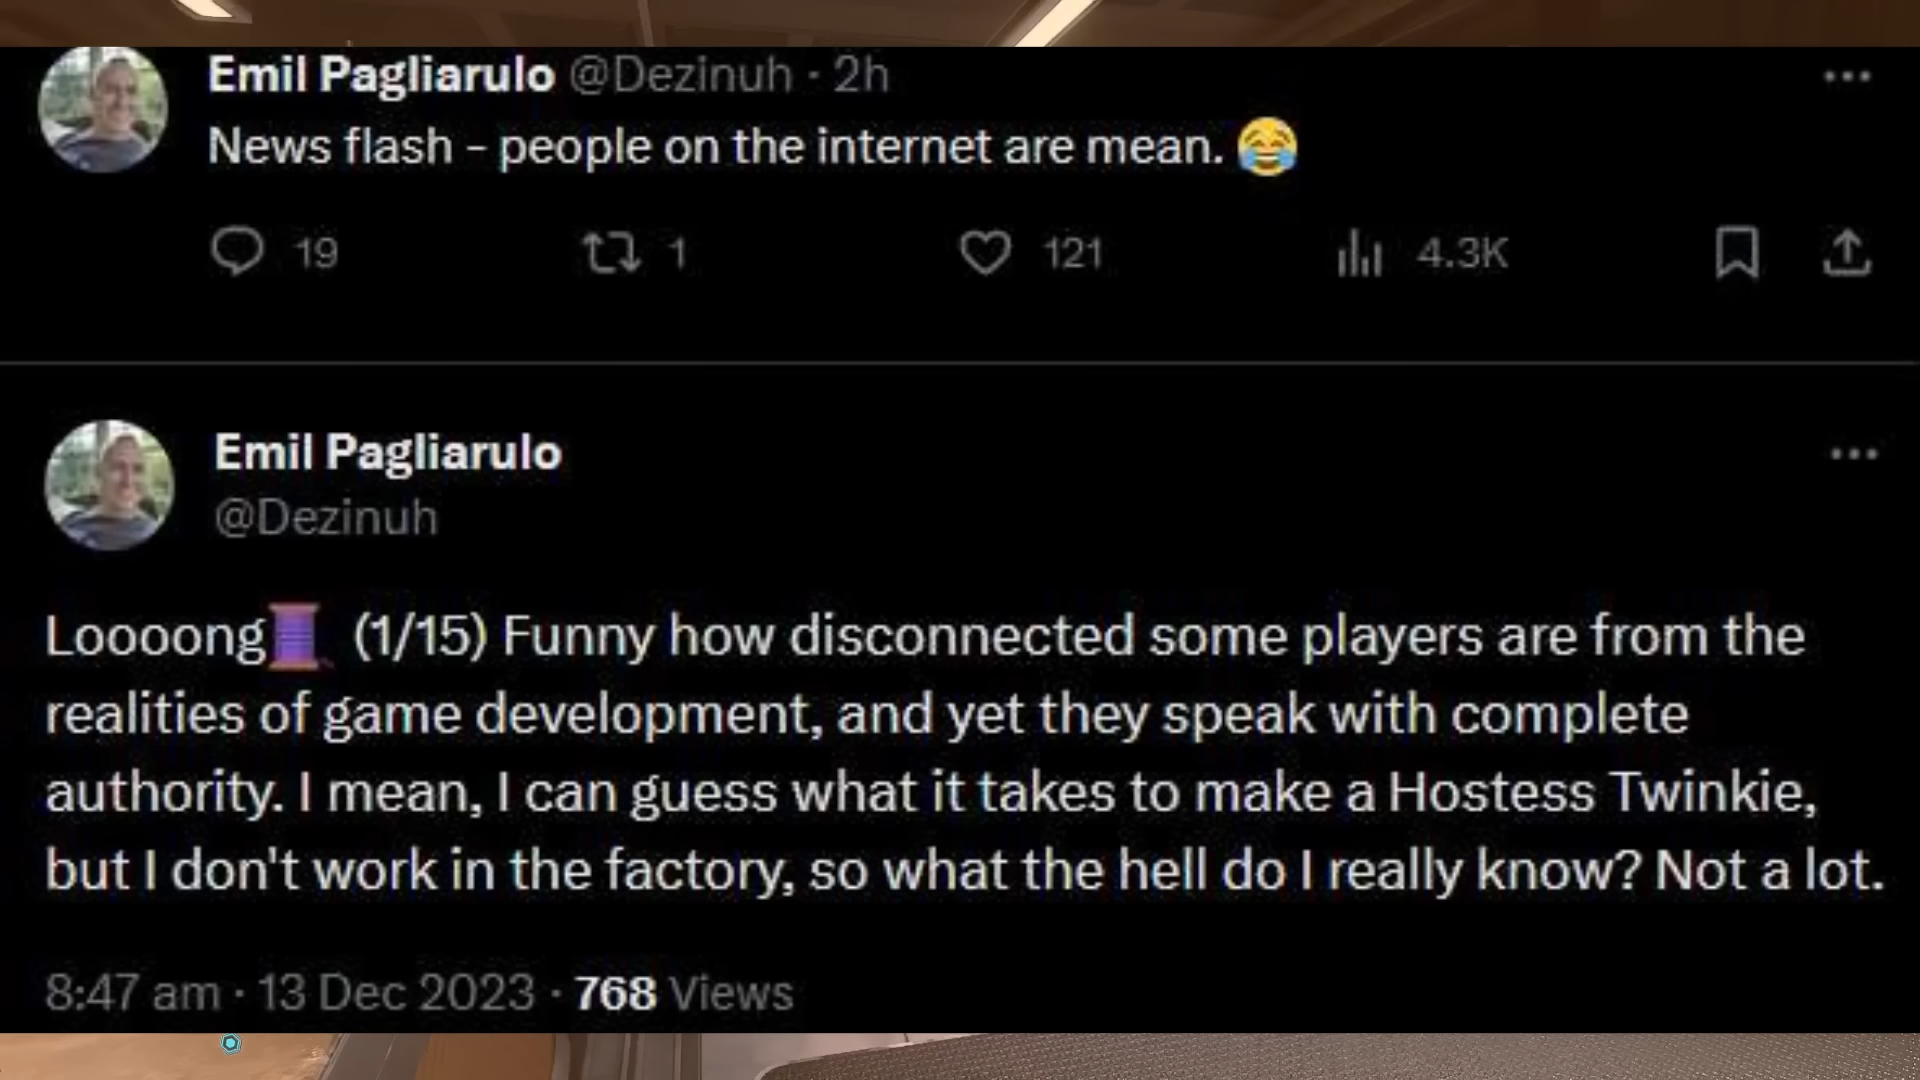 Emil Pagliarulo @Dezinuh · 2h
News flash - people on the internet are mean. 😂
19 1 121 4.3K
Emil Pagliarulo
@Dezinuh
Loooong🧵 (1/15) Funny how disconnected some players are from the
realities of game development, and yet they speak with complete
authority. I mean, I can guess what it takes to make a Hostess Twinkie,
but I don't work in the factory, so what the hell do I really know? Not a lot.
8:47 am · 13 Dec 2023 · 768 Views